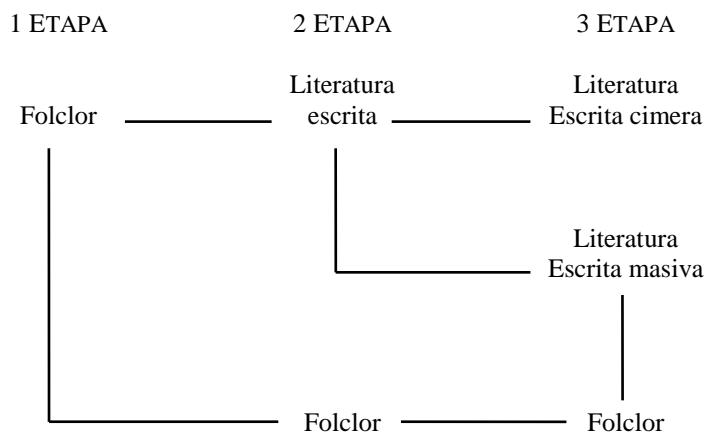 1 ETAPA 2 ETAPA 3 ETAPA
Literatura Literatura
Folclor escrita Escrita cimera
Literatura
Escrita masiva
Folclor Folclor